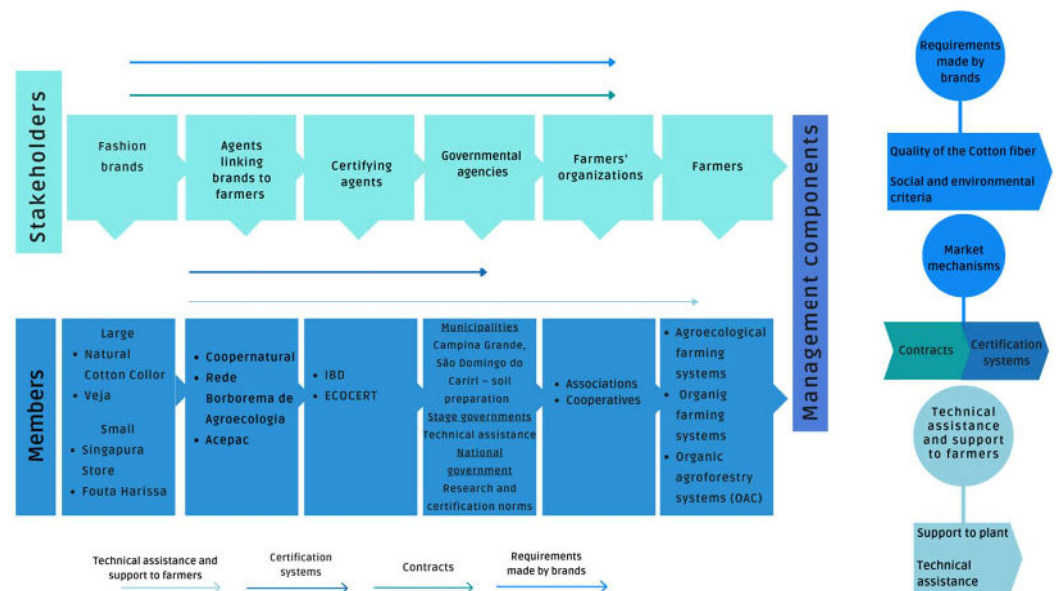 Stakeholders
Fashion
brands
Agents
linking
brands to
farmers
Certifying
agents
Governmental
agencies
Farmers'
organizations
Farmers
Members
Large
• Natural
Cotton Collor
• Veja
Small
• Singapura
Store
• Fouta Harissa
• Coopernatural
• Rede
Borborema de
Agroecologia
• Acepac
• IBD
• ECOCERT
Municipalities
Campina Grande,
São Domingo do
Cariri – soil
preparation
Stage governments
Technical assistance
National
government
Research and
certification norms
• Associations
• Cooperatives
• Agroecological
farming
systems
• Organig
farming
systems
• Organic
agroforestry
systems (OAC)
Management components
Requirements
made by
brands
Quality of the Cotton fiber
Social and environmental
criteria
Market
mechanisms
Contracts
Certification
systems
Technical
assistance
and support
to farmers
Support to plant
Technical
assistance
Technical assistance and
support to farmers
Certification
systems
Contracts
Requirements
made by brands